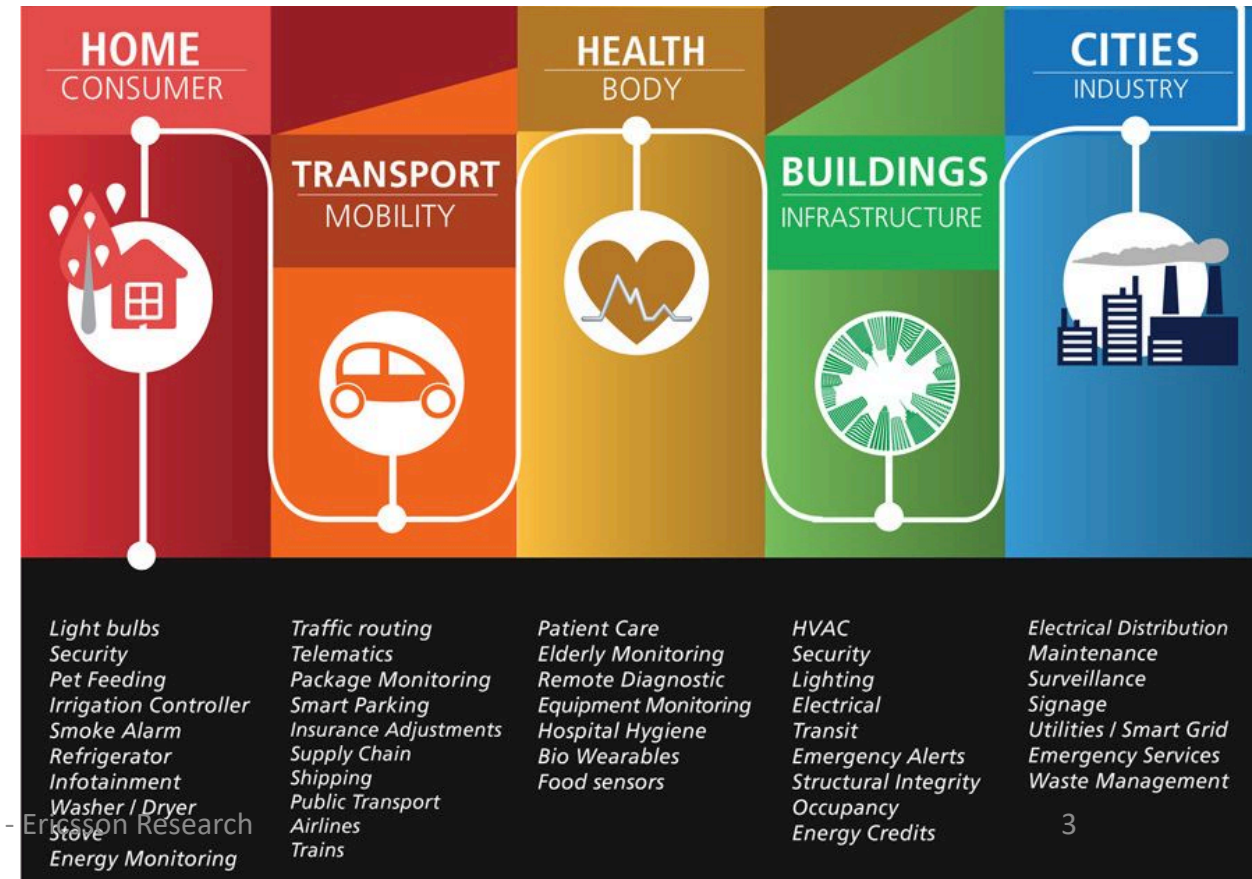 HOME
CONSUMER
TRANSPORT
MOBILITY
HEALTH
BODY
BUILDINGS
INFRASTRUCTURE
CITIES
INDUSTRY
Light bulbs
Security
Pet Feeding
Irrigation Controller
Smoke Alarm
Refrigerator
Infotainment
Washer / Dryer
Stove
Energy Monitoring
Traffic routing
Telematics
Package Monitoring
Smart Parking
Insurance Adjustments
Supply Chain
Shipping
Public Transport
Airlines
Trains
Patient Care
Elderly Monitoring
Remote Diagnostic
Equipment Monitoring
Hospital Hygiene
Bio Wearables
Food sensors
HVAC
Security
Lighting
Electrical
Transit
Emergency Alerts
Structural Integrity
Occupancy
Energy Credits
Electrical Distribution
Maintenance
Surveillance
Signage
Utilities / Smart Grid
Emergency Services
Waste Management
- Ericsson Research
3